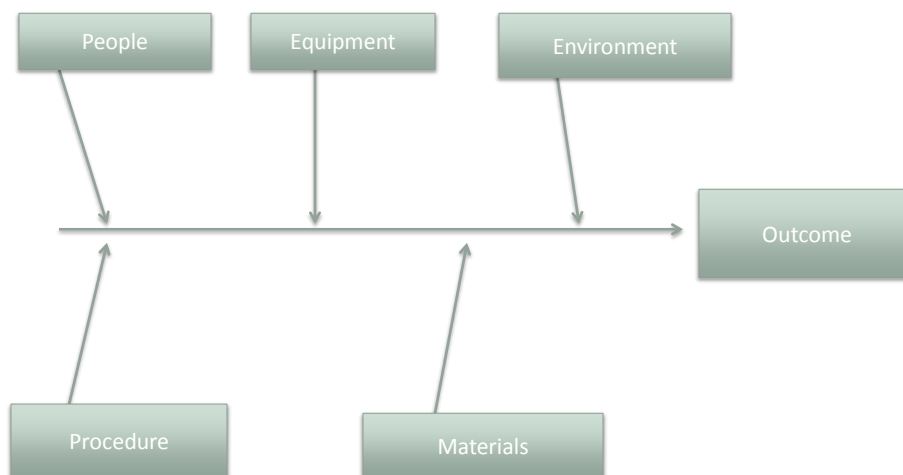 People
Equipment
Environment
Outcome
Procedure
Materials